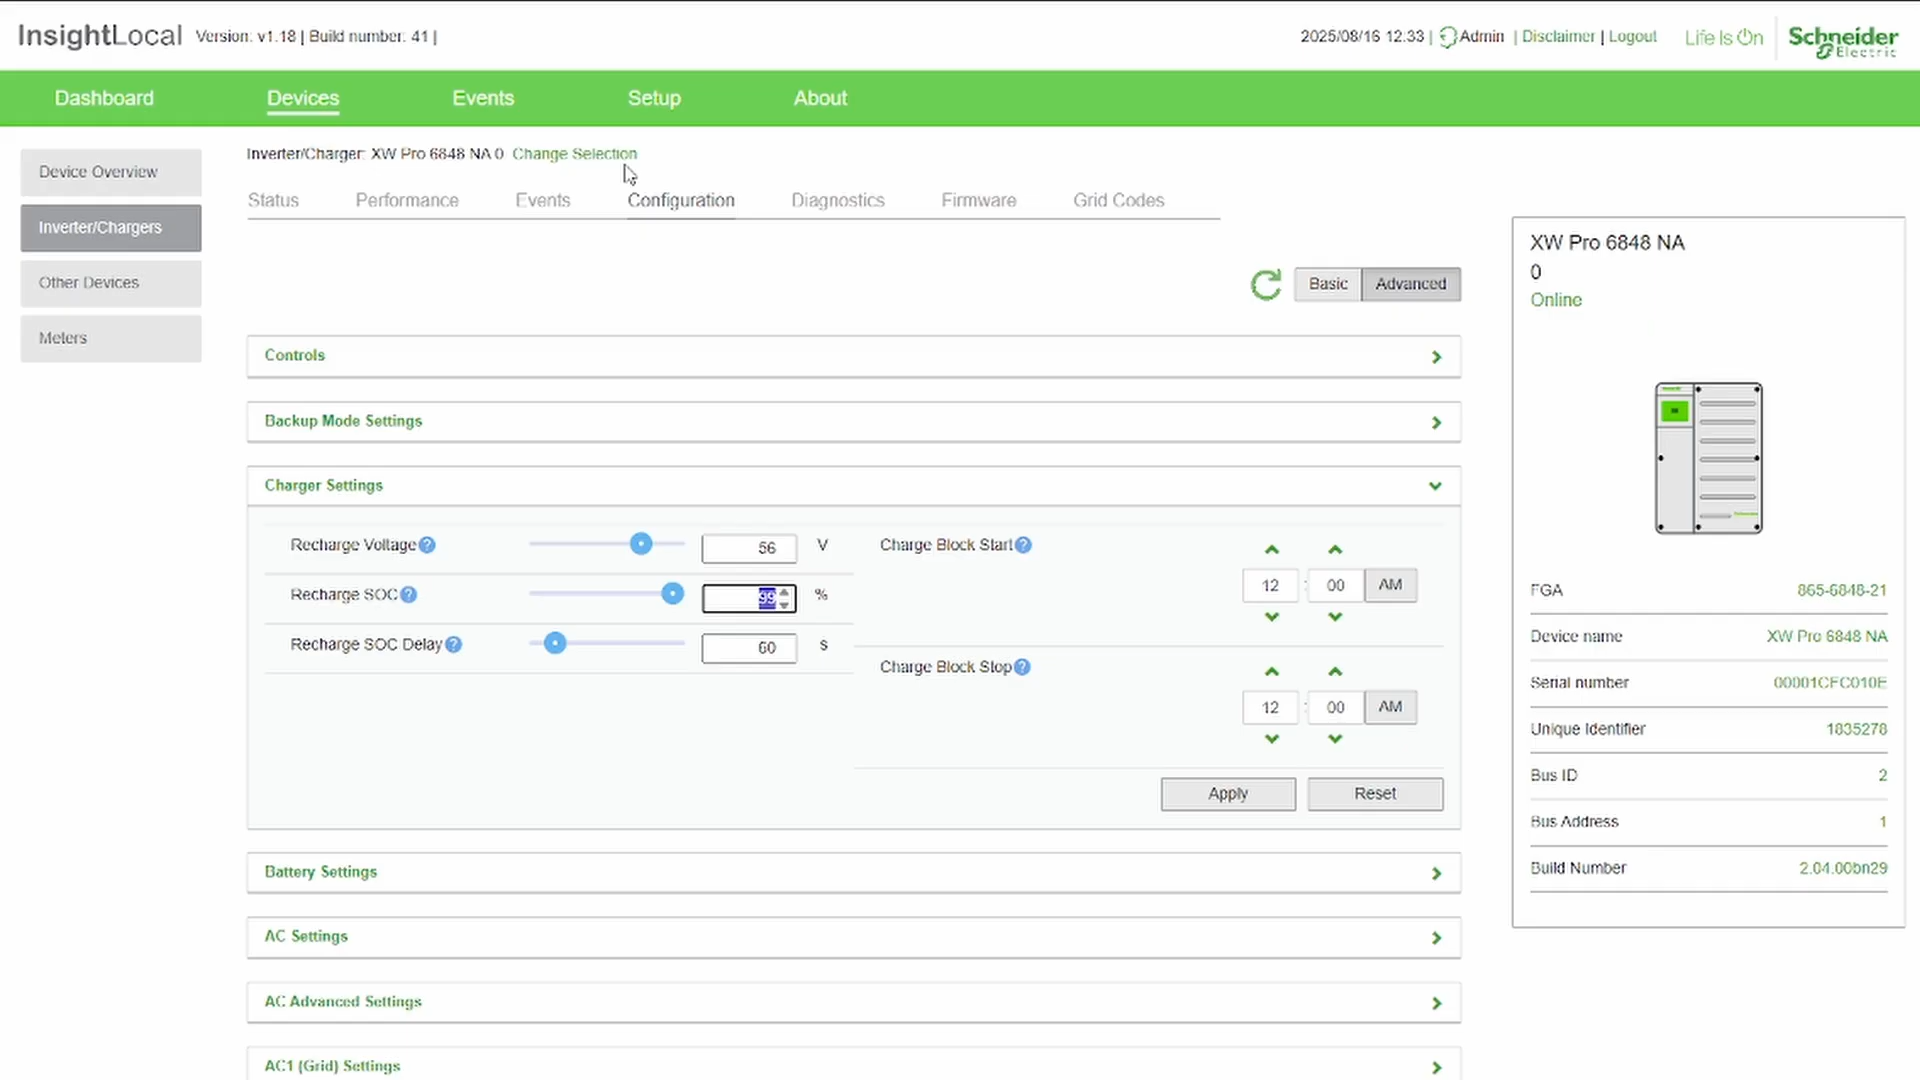 InsightLocal Version: v1.18 | Build number: 41 |
2025/08/16 12:33 | Admin | Disclaimer | Logout
Life Is On
Schneider
Electric
Dashboard
Devices
Events
Setup
About
Device Overview
Inverter/Chargers
Other Devices
Meters
Inverter/Charger: XW Pro 6848 NA 0 Change Selection
Status
Performance
Events
Configuration
Diagnostics
Firmware
Grid Codes
Basic
Advanced
Controls
Backup Mode Settings
Charger Settings
Recharge Voltage ? 56 V
Recharge SOC ? 99 %
Recharge SOC Delay ? 60 s
Charge Block Start ?
12 : 00 AM
Charge Block Stop ?
12 : 00 AM
Apply
Reset
Battery Settings
AC Settings
AC Advanced Settings
AC1 (Grid) Settings
XW Pro 6848 NA
0
Online
FGA 865-6848-21
Device name XW Pro 6848 NA
Serial number 00001CFC010E
Unique Identifier 1835278
Bus ID 2
Bus Address 1
Build Number 2.04.00bn29